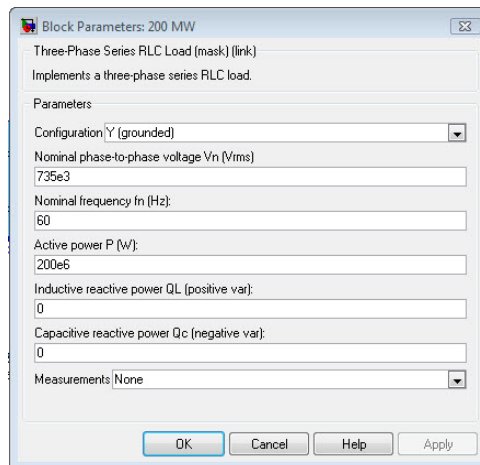 Block Parameters: 200 MW
Three-Phase Series RLC Load (mask) (link)
Implements a three-phase series RLC load.
Parameters
Configuration Y (grounded)
Nominal phase-to-phase voltage Vn (Vrms)
735e3
Nominal frequency fn (Hz):
60
Active power P (W):
200e6
Inductive reactive power QL (positive var):
0
Capacitive reactive power Qc (negative var):
0
Measurements None
OK Cancel Help Apply